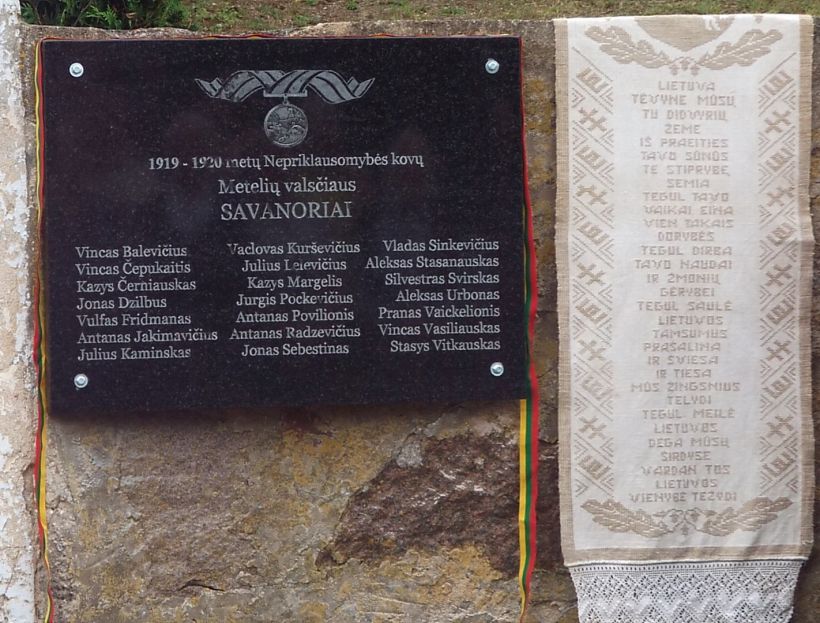 1919 - 1920 metų Nepriklausomybės kovų
Metelių valsčiaus
SAVANORIAI
Vincas Balevičius
Vincas Čepukaitis
Kazys Černiauskas
Jonas Dzilbus
Vulfas Fridmanas
Antanas Jakimavičius
Julius Kaminskas
Vaclovas Kurševičius
Julius Lelevičius
Kazys Margelis
Jurgis Pockevičius
Antanas Povilionis
Antanas Radzevičius
Jonas Sebestinas
Vladas Sinkevičius
Aleksas Stasanauskas
Silvestras Svirskas
Aleksas Urbonas
Pranas Vaickelionis
Vincas Vasiliauskas
Stasys Vitkauskas
LIETUVA
TĖVYNE MŪSŲ
TU DIDVYRIŲ
ŽEME
IŠ PRAEITIES
TAVO SŪNŪS
TE STIPRYBĘ
SEMIA
TEGUL TAVO
VAIKAI EINA
VIEN TAKAIS
DORYBĖS
TEGUL DIRBA
TAVO NAUDAI
IR ŽMONIŲ
GĖRYBEI
TEGUL SAULĖ
LIETUVOS
TAMSUMUS
PRAŠALINA
IR ŠVIESA
IR TIESA
MŪS ŽINGSNIUS
TELYDI
TEGUL MEILĖ
LIETUVOS
DEGA MŪSŲ
ŠIRDYSE
VARDAN TOS
LIETUVOS
VIENYBĖ TEŽYDI